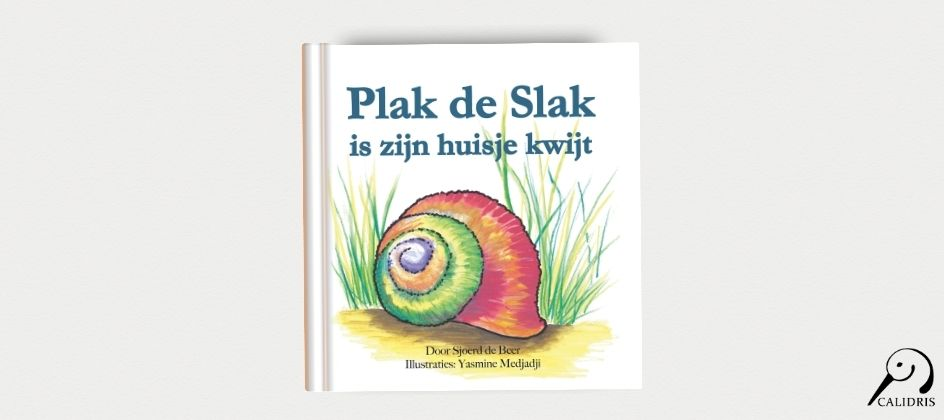 Plak de Slak
is zijn huisje kwijt
Door Sjoerd de Beer
Illustraties: Yasmine Medjadji
CALIDRIS